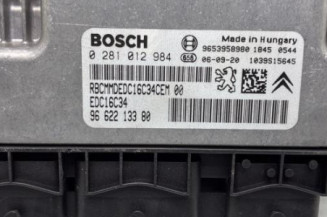 BOSCH
Made in Hungary
9653958980 1845 0544
0 281 012 984
06-09-20 1039S15645
RBCMMDEDC16C34CEM 00
EDC16C34
96 622 133 80